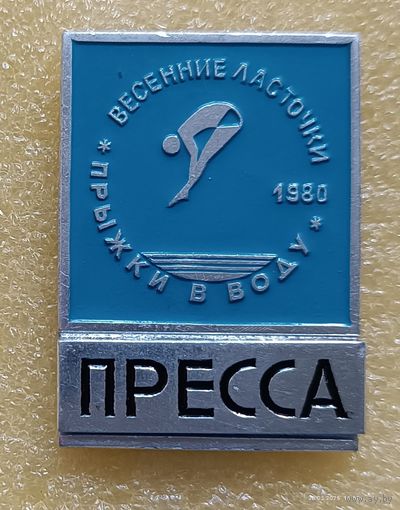 ВЕСЕННИЕ ЛАСТОЧКИ
1980
* ПРЫЖКИ В ВОДУ *
ПРЕССА